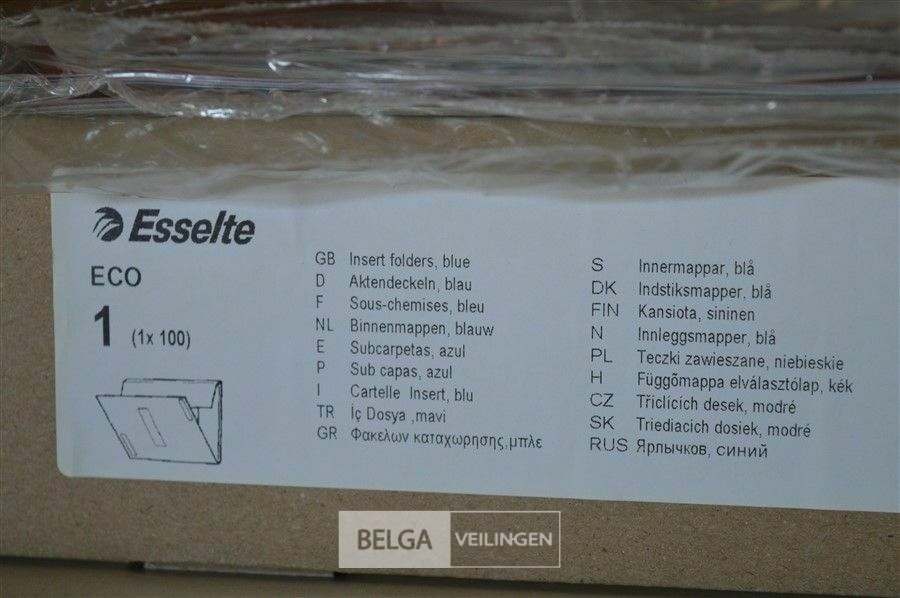 Esselte
ECO
1 (1x 100)
GB Insert folders, blue
D Aktendeckeln, blau
F Sous-chemises, bleu
NL Binnenmappen, blauw
E Subcarpetas, azul
P Sub capas, azul
I Cartelle Insert, blu
TR İç Dosya ,mavi
GR Φακελων καταχωρησης,μπλε
S Innermappar, blå
DK Indstiksmapper, blå
FIN Kansiota, sininen
N Innleggsmapper, blå
PL Teczki zawieszane, niebieskie
H Függõmappa elválasztólap, kék
CZ Tříclících desek, modré
SK Triediacich dosiek, modré
RUS Ярлычков, синий
BELGA VEILINGEN